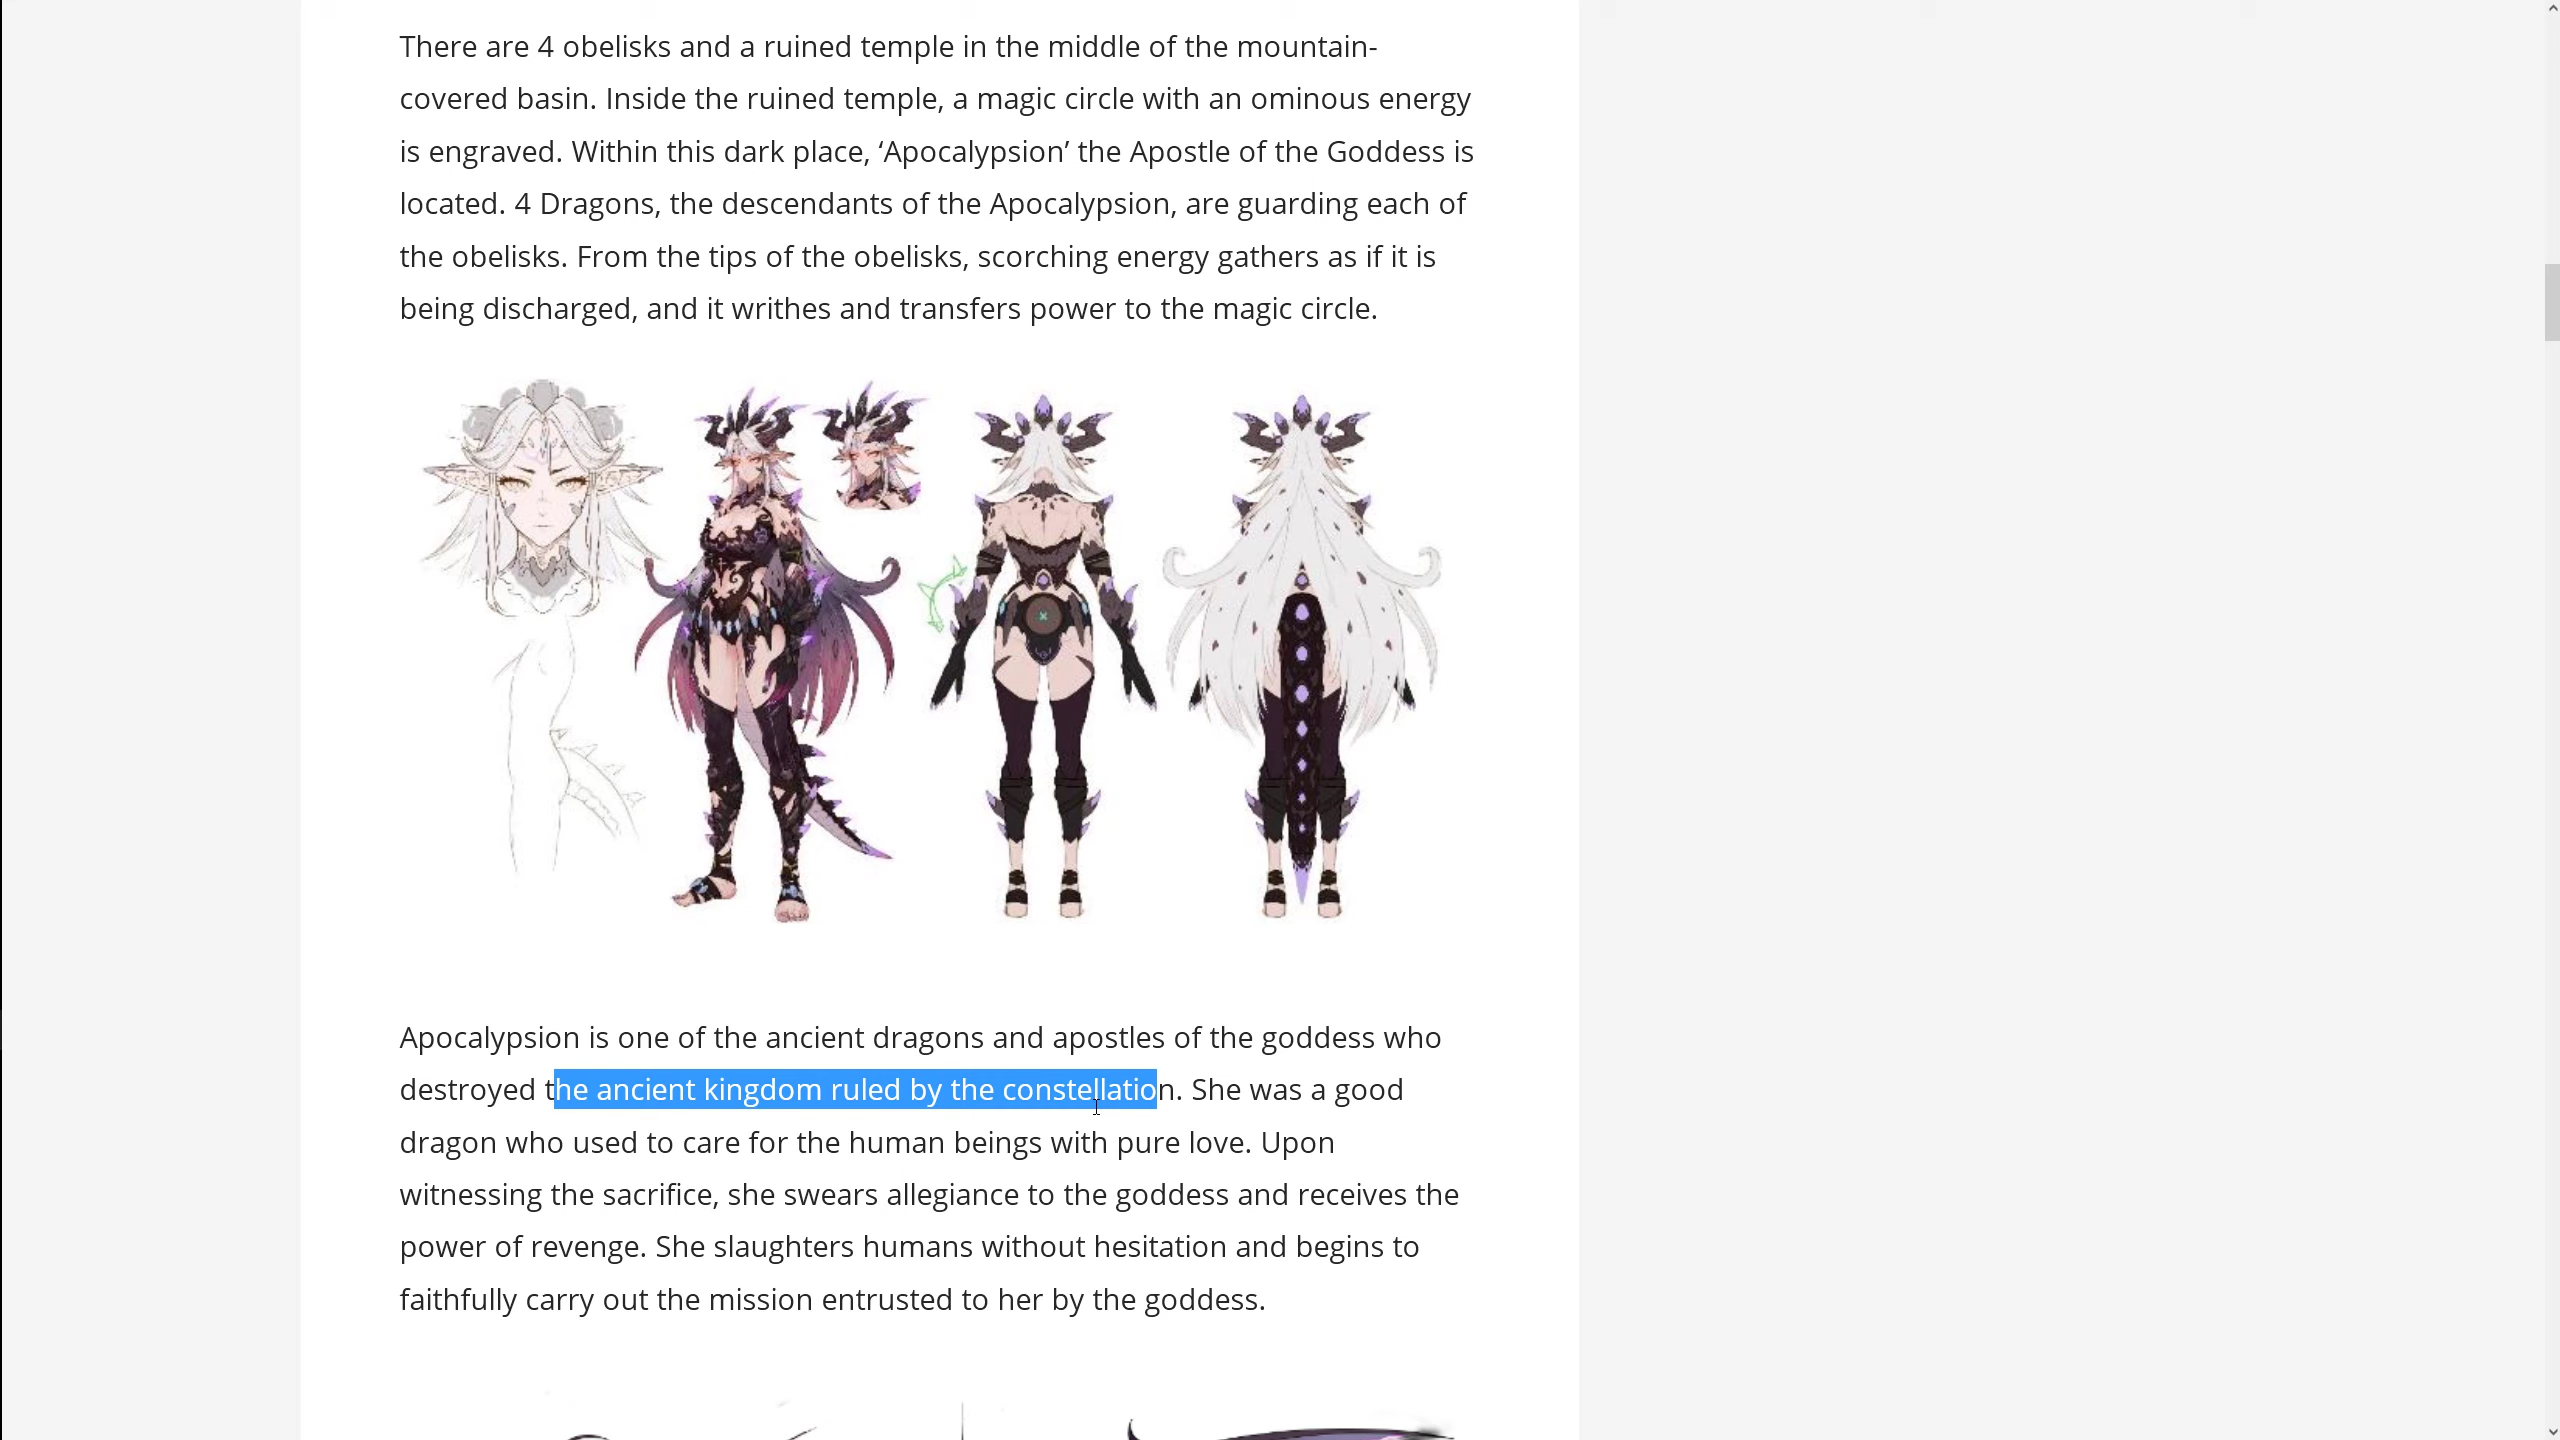 There are 4 obelisks and a ruined temple in the middle of the mountain-
covered basin. Inside the ruined temple, a magic circle with an ominous energy
is engraved. Within this dark place, ‘Apocalypsion’ the Apostle of the Goddess is
located. 4 Dragons, the descendants of the Apocalypsion, are guarding each of
the obelisks. From the tips of the obelisks, scorching energy gathers as if it is
being discharged, and it writhes and transfers power to the magic circle.
Apocalypsion is one of the ancient dragons and apostles of the goddess who
destroyed the ancient kingdom ruled by the constellation. She was a good
dragon who used to care for the human beings with pure love. Upon
witnessing the sacrifice, she swears allegiance to the goddess and receives the
power of revenge. She slaughters humans without hesitation and begins to
faithfully carry out the mission entrusted to her by the goddess.